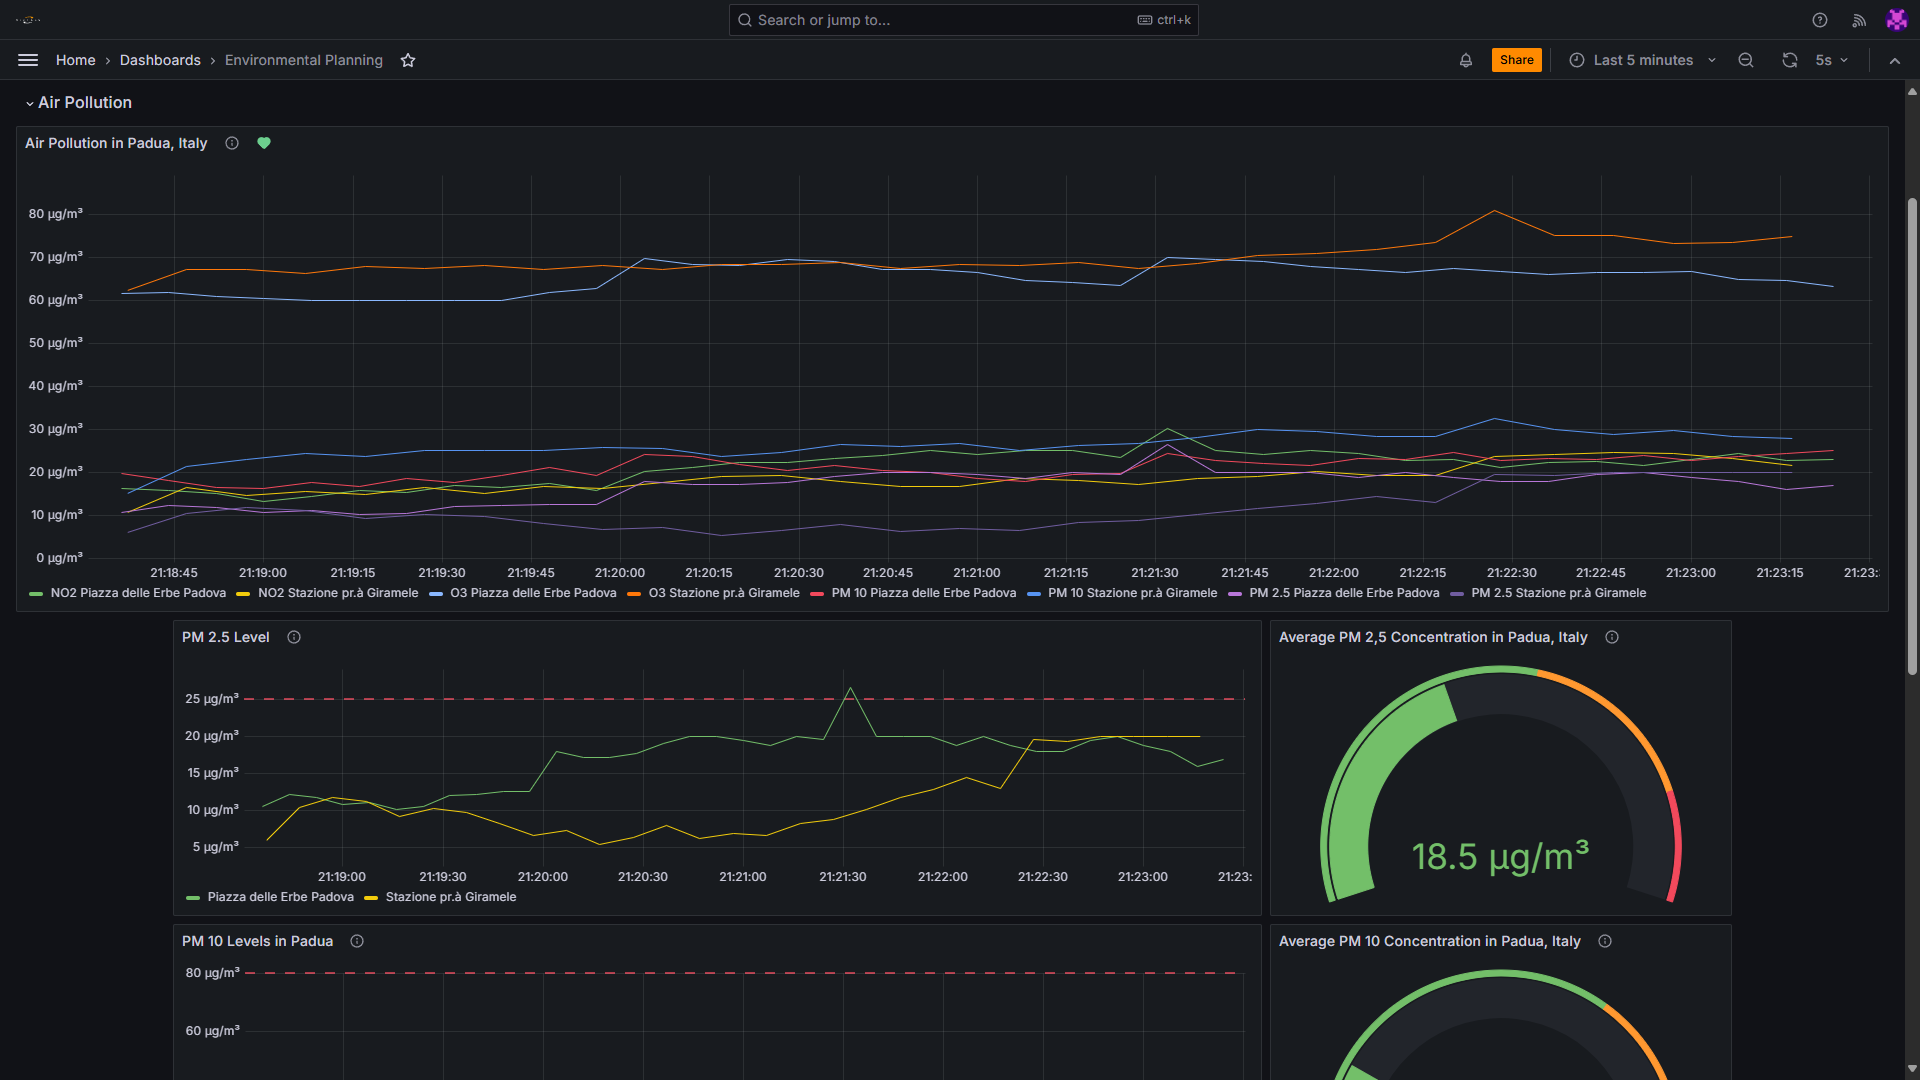 Search or jump to...
ctrl+k
Home › Dashboards › Environmental Planning
Share
Last 5 minutes
5s
Air Pollution
Air Pollution in Padua, Italy
80 µg/m³
70 µg/m³
60 µg/m³
50 µg/m³
40 µg/m³
30 µg/m³
20 µg/m³
10 µg/m³
0 µg/m³
21:18:45 21:19:00 21:19:15 21:19:30 21:19:45 21:20:00 21:20:15 21:20:30 21:20:45 21:21:00 21:21:15 21:21:30 21:21:45 21:22:00 21:22:15 21:22:30 21:22:45 21:23:00 21:23:15 21:23:
NO2 Piazza delle Erbe Padova NO2 Stazione pr.à Giramele O3 Piazza delle Erbe Padova O3 Stazione pr.à Giramele PM 10 Piazza delle Erbe Padova PM 10 Stazione pr.à Giramele PM 2.5 Piazza delle Erbe Padova PM 2.5 Stazione pr.à Giramele
PM 2.5 Level
25 µg/m³
20 µg/m³
15 µg/m³
10 µg/m³
5 µg/m³
21:19:00 21:19:30 21:20:00 21:20:30 21:21:00 21:21:30 21:22:00 21:22:30 21:23:00 21:23:
Piazza delle Erbe Padova Stazione pr.à Giramele
Average PM 2,5 Concentration in Padua, Italy
18.5 µg/m³
PM 10 Levels in Padua
80 µg/m³
60 µg/m³
Average PM 10 Concentration in Padua, Italy